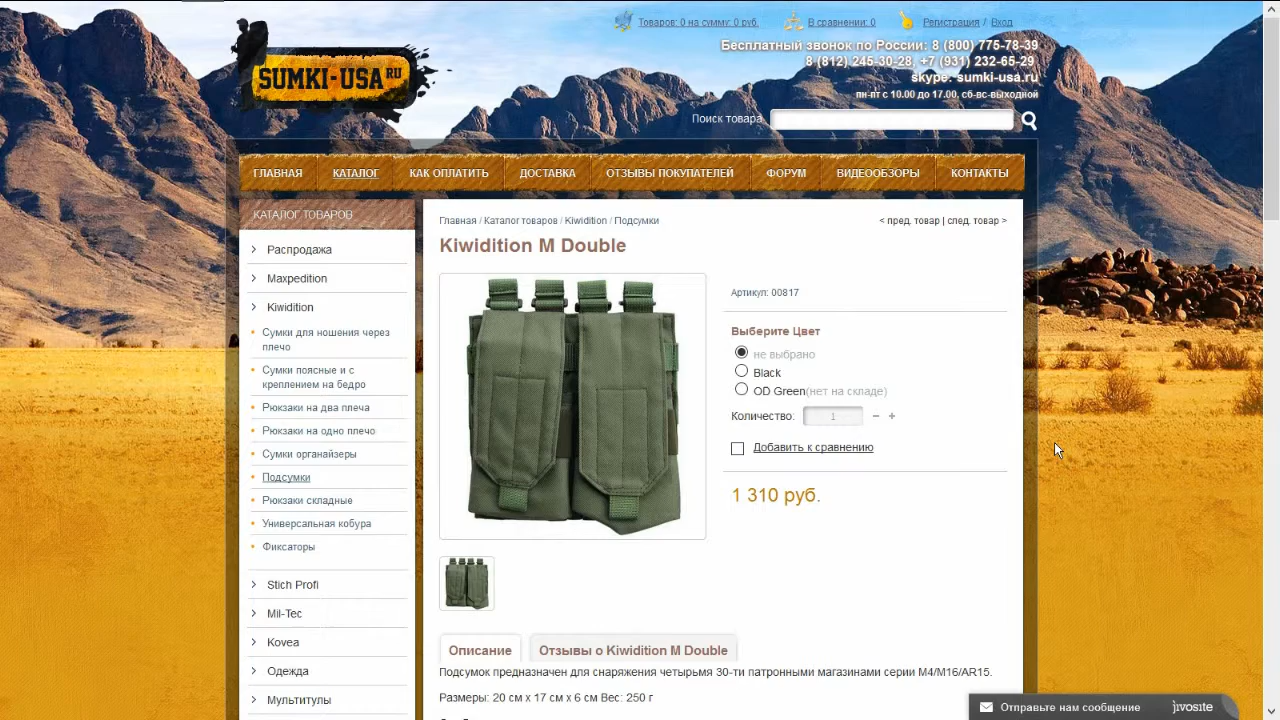 Товаров: 0 на сумму: 0 руб. В сравнении: 0 Регистрация / Вход
SUMKI-USA RU
Бесплатный звонок по России: 8 (800) 775-78-39
8 (812) 245-30-28, +7 (931) 232-65-29
skype: sumki-usa.ru
пн-пт с 10.00 до 17.00. сб-вс-выходной
Поиск товара
ГЛАВНАЯ КАТАЛОГ КАК ОПЛАТИТЬ ДОСТАВКА ОТЗЫВЫ ПОКУПАТЕЛЕЙ ФОРУМ ВИДЕООБЗОРЫ КОНТАКТЫ
КАТАЛОГ ТОВАРОВ
Распродажа
Maxpedition
Kiwidition
Сумки для ношения через
плечо
Сумки поясные и с
креплением на бедро
Рюкзаки на два плеча
Рюкзаки на одно плечо
Сумки органайзеры
Подсумки
Рюкзаки складные
Универсальная кобура
Фиксаторы
Stich Profi
Mil-Tec
Kovea
Одежда
Мультитулы
Главная / Каталог товаров / Kiwidition / Подсумки
< пред. товар | след. товар >
Kiwidition M Double
Артикул: 00817
Выберите Цвет
не выбрано
Black
OD Green(нет на складе)
Количество: 1 − +
Добавить к сравнению
1 310 руб.
Описание Отзывы о Kiwidition M Double
Подсумок предназначен для снаряжения четырьмя 30-ти патронными магазинами серии M4/M16/AR15.
Размеры: 20 см x 17 см x 6 см Вес: 250 г
Отправьте нам сообщение jivosite